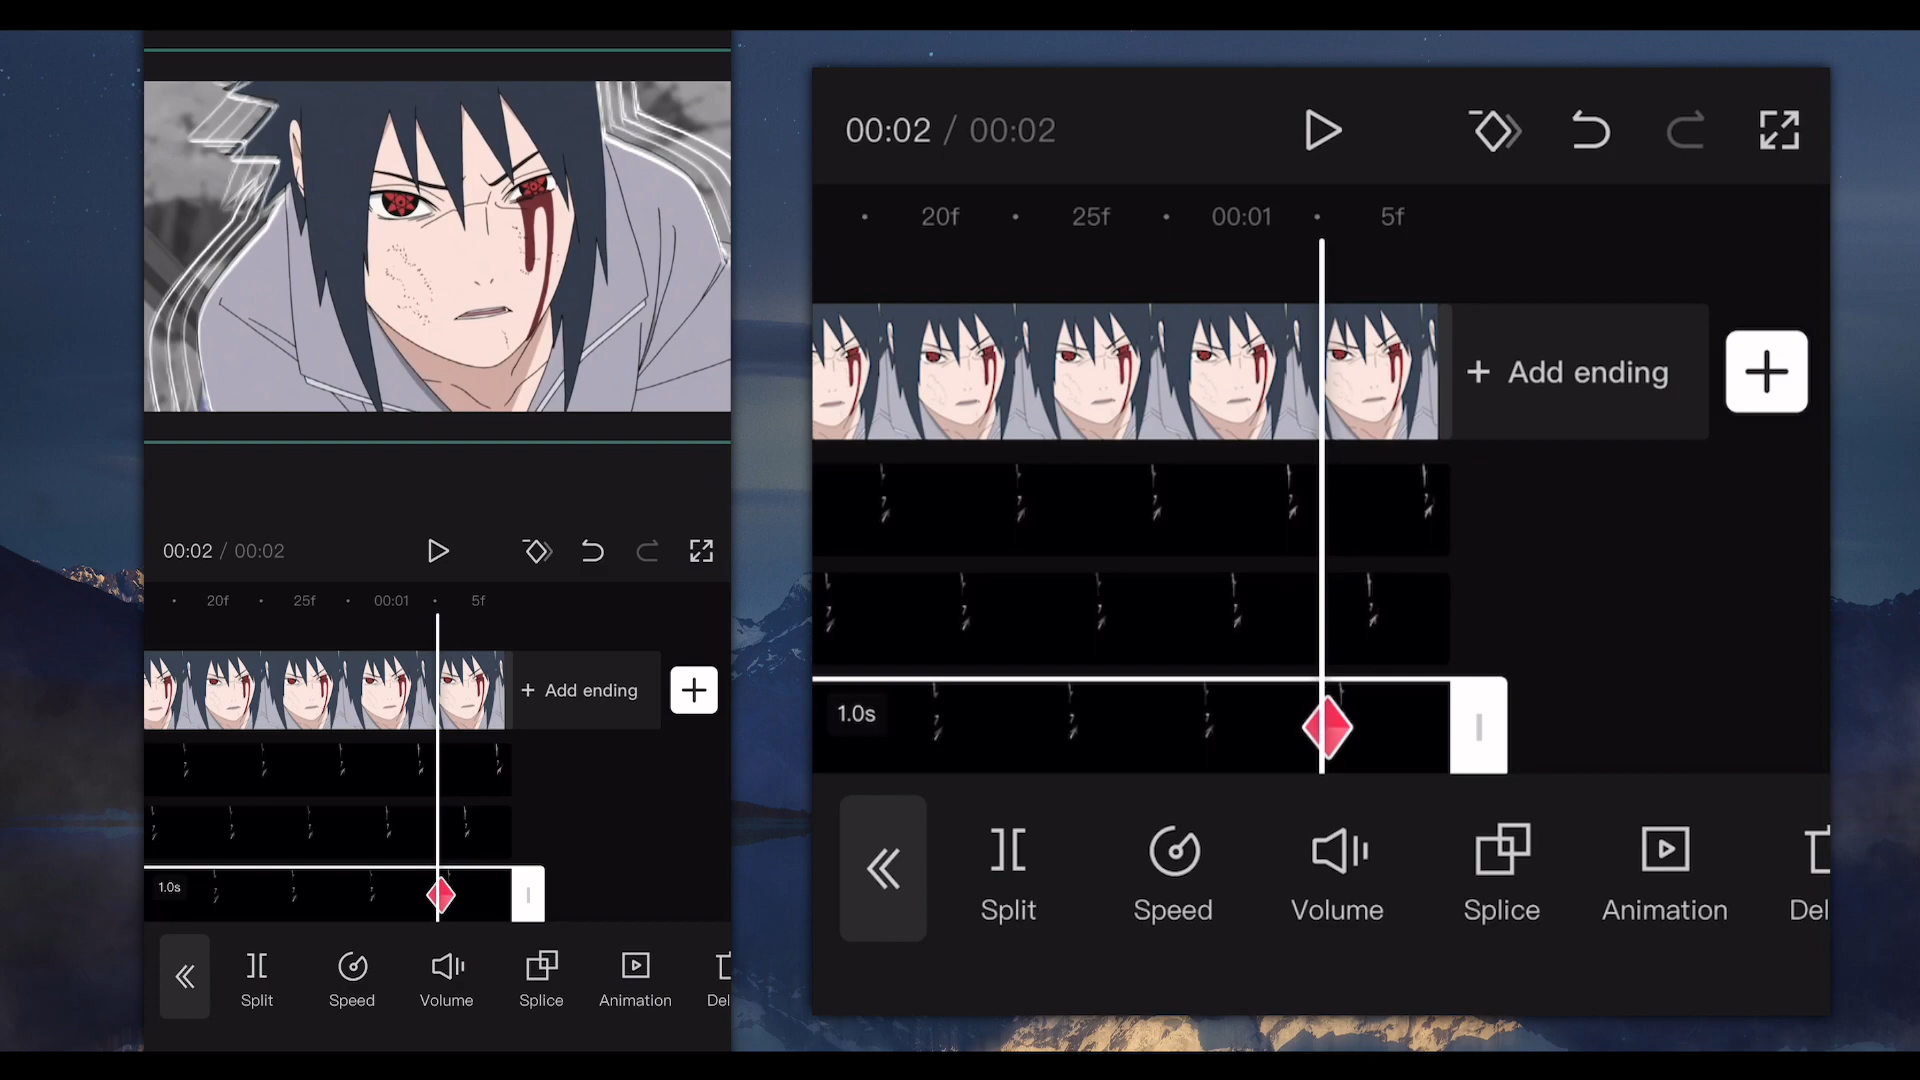 00:02 / 00:02
20f 25f 00:01 5f
+ Add ending
1.0s
Split Speed Volume Splice Animation Del
00:02 / 00:02
20f 25f 00:01 5f
+ Add ending
1.0s
Split Speed Volume Splice Animation Del